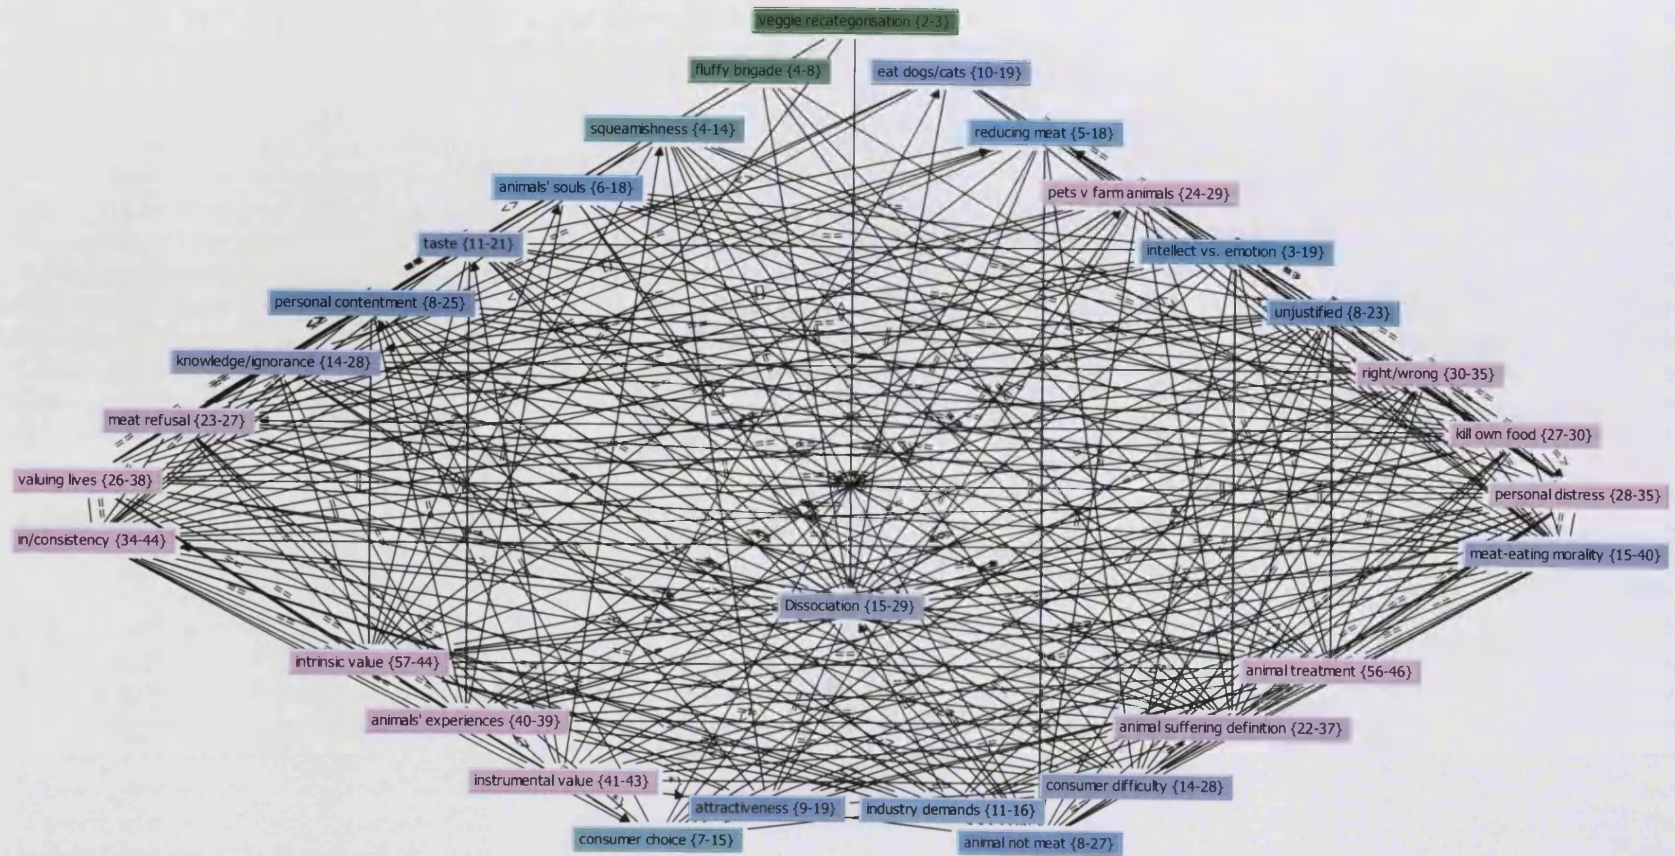 veggie recategorisation {2-3}
fluffy brigade {4-8}
eat dogs/cats {10-19}
squeamishness {4-14}
reducing meat {5-18}
animals' souls {6-18}
pets v farm animals {24-29}
taste {11-21}
intellect vs. emotion {3-19}
personal contentment {8-25}
unjustified {8-23}
knowledge/ignorance {14-28}
right/wrong {30-35}
meat refusal {23-27}
kill own food {27-30}
valuing lives {26-38}
personal distress {28-35}
in/consistency {34-44}
meat-eating morality {15-40}
Dissociation {15-29}
intrinsic value {57-44}
animal treatment {56-46}
animals' experiences {40-39}
animal suffering definition {22-37}
instrumental value {41-43}
consumer difficulty {14-28}
attractiveness {9-19}
industry demands {11-16}
consumer choice {7-15}
animal not meat {8-27}